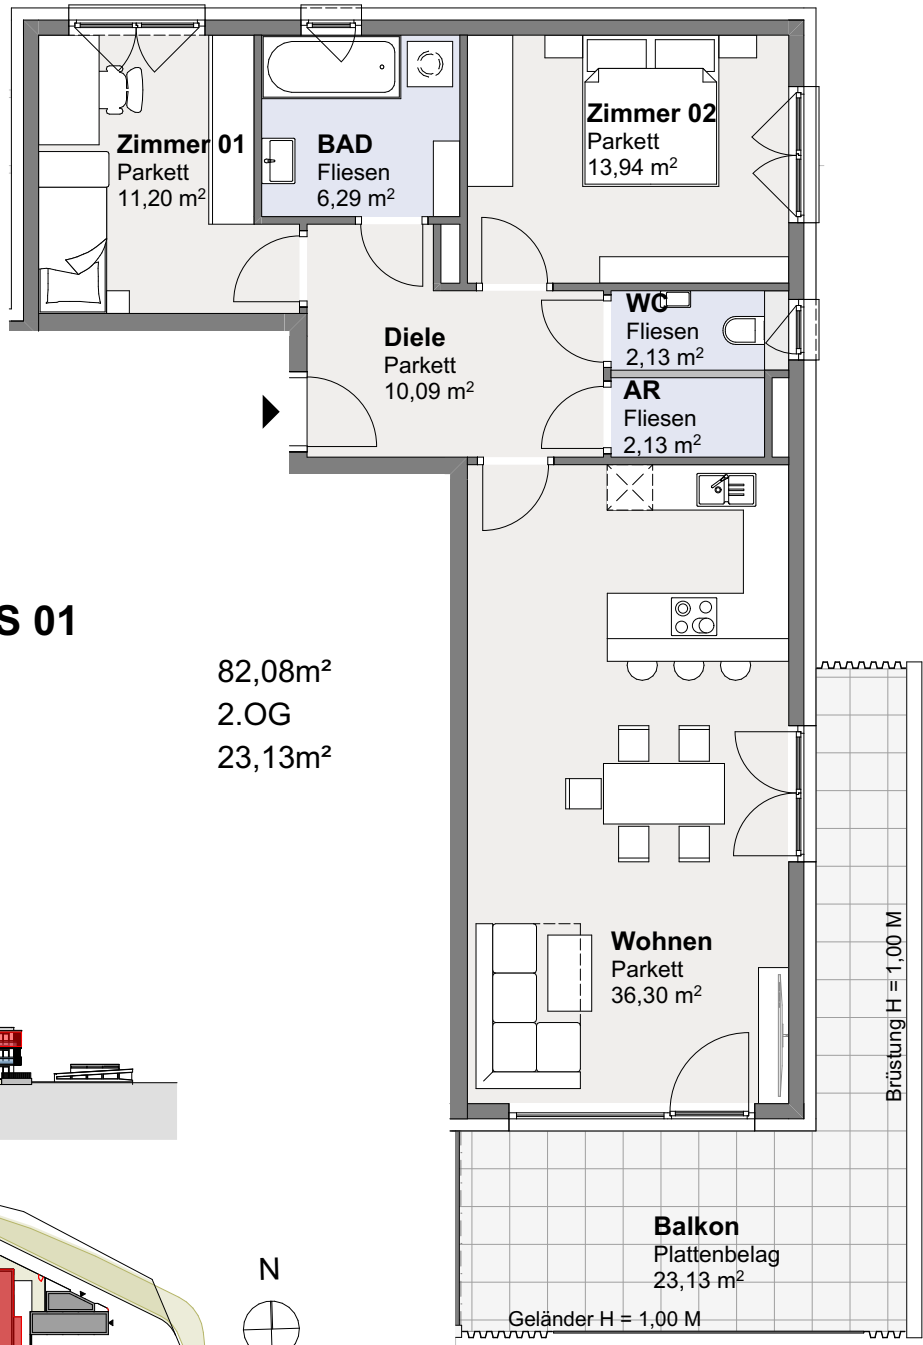 Zimmer 01
Parkett
11,20 m²
BAD
Fliesen
6,29 m²
Zimmer 02
Parkett
13,94 m²
WC
Fliesen
2,13 m²
Diele
Parkett
10,09 m²
AR
Fliesen
2,13 m²
S 01
82,08m²
2.OG
23,13m²
Wohnen
Parkett
36,30 m²
Brüstung H = 1,00 M
Balkon
Plattenbelag
23,13 m²
Geländer H = 1,00 M
N